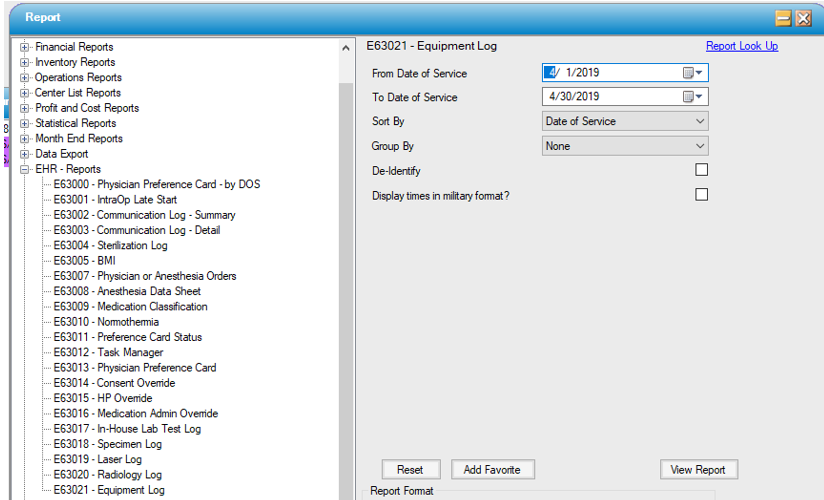 Report
Financial Reports
Inventory Reports
Operations Reports
Center List Reports
Profit and Cost Reports
Statistical Reports
Month End Reports
Data Export
EHR - Reports
E63000 - Physician Preference Card - by DOS
E63001 - IntraOp Late Start
E63002 - Communication Log - Summary
E63003 - Communication Log - Detail
E63004 - Sterilization Log
E63005 - BMI
E63007 - Physician or Anesthesia Orders
E63008 - Anesthesia Data Sheet
E63009 - Medication Classification
E63010 - Normothermia
E63011 - Preference Card Status
E63012 - Task Manager
E63013 - Physician Preference Card
E63014 - Consent Override
E63015 - HP Override
E63016 - Medication Admin Override
E63017 - In-House Lab Test Log
E63018 - Specimen Log
E63019 - Laser Log
E63020 - Radiology Log
E63021 - Equipment Log
E63021 - Equipment Log Report Look Up
From Date of Service 4/ 1/2019
To Date of Service 4/30/2019
Sort By Date of Service
Group By None
De-Identify
Display times in military format?
Reset Add Favorite View Report
Report Format